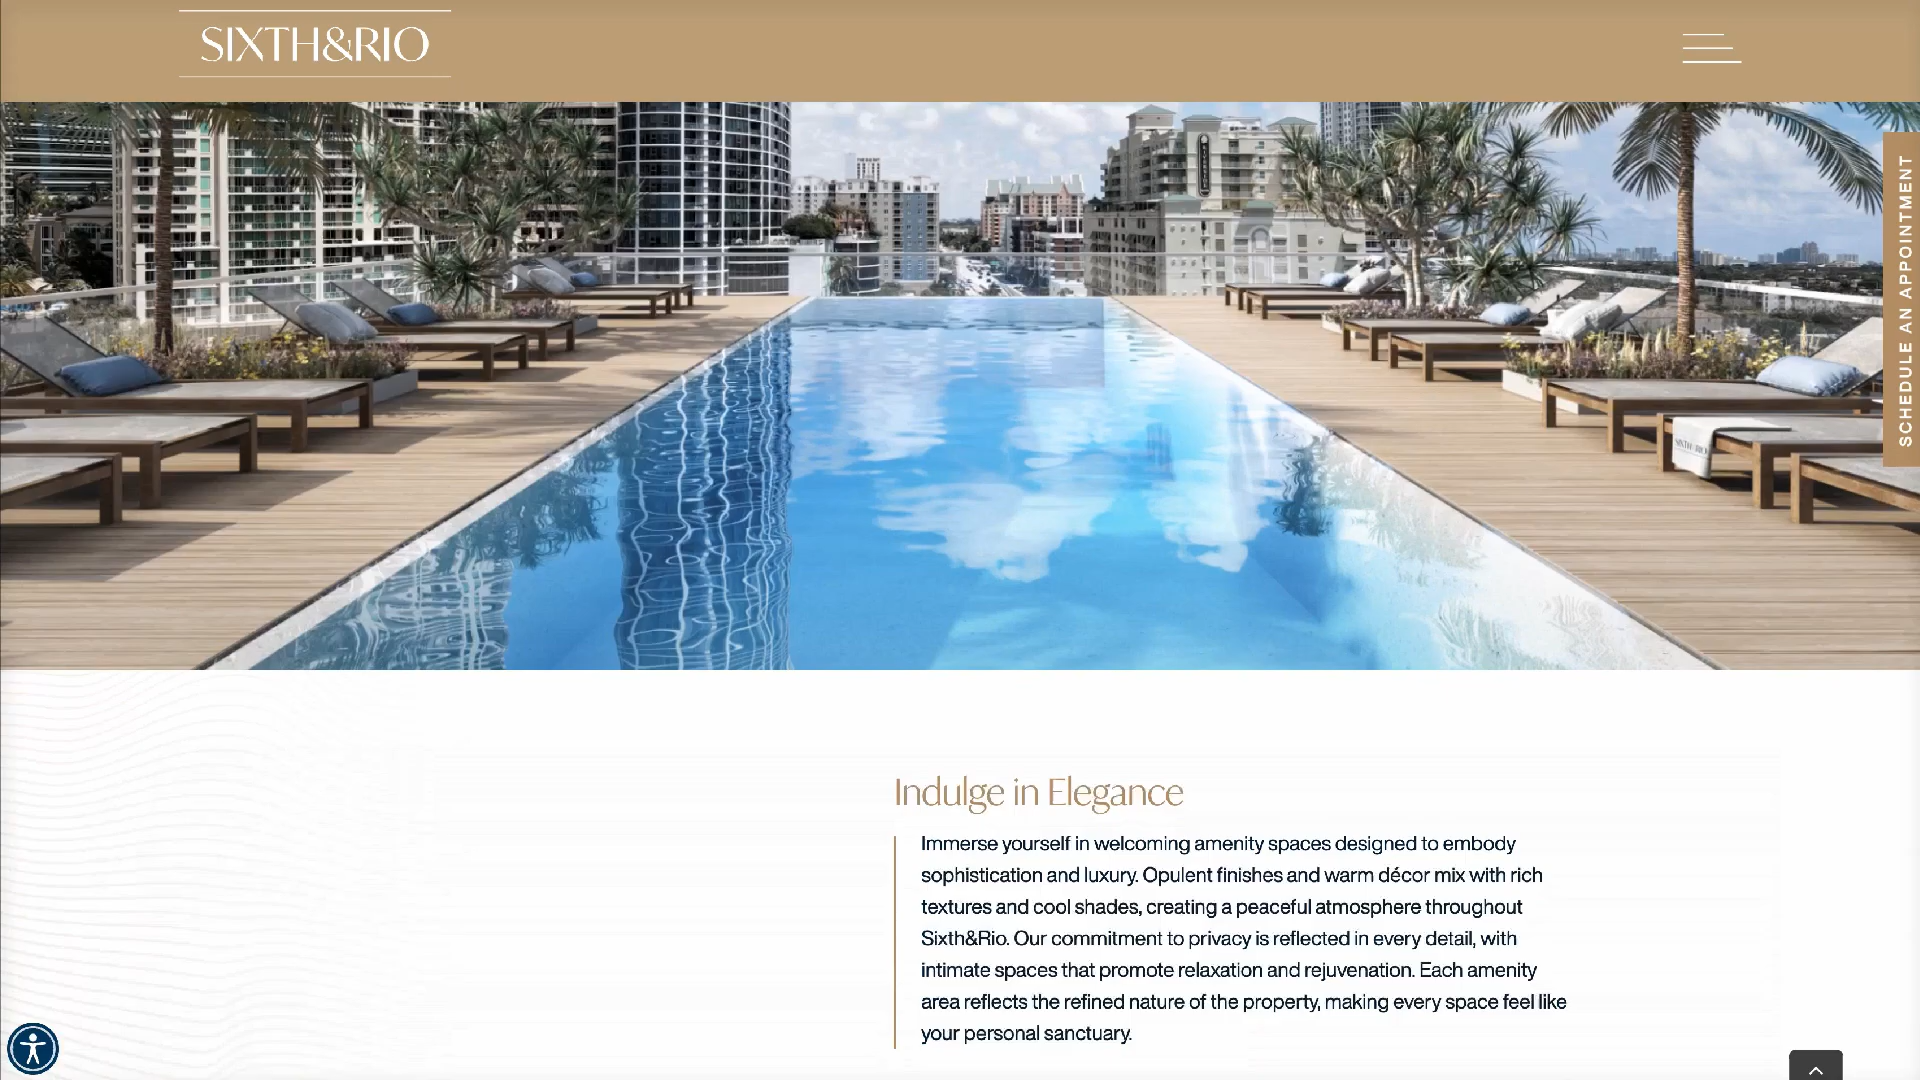 SIXTH&RIO
SCHEDULE AN APPOINTMENT
SIXTH&RIO
Indulge in Elegance
Immerse yourself in welcoming amenity spaces designed to embody
sophistication and luxury. Opulent finishes and warm décor mix with rich
textures and cool shades, creating a peaceful atmosphere throughout
Sixth&Rio. Our commitment to privacy is reflected in every detail, with
intimate spaces that promote relaxation and rejuvenation. Each amenity
area reflects the refined nature of the property, making every space feel like
your personal sanctuary.